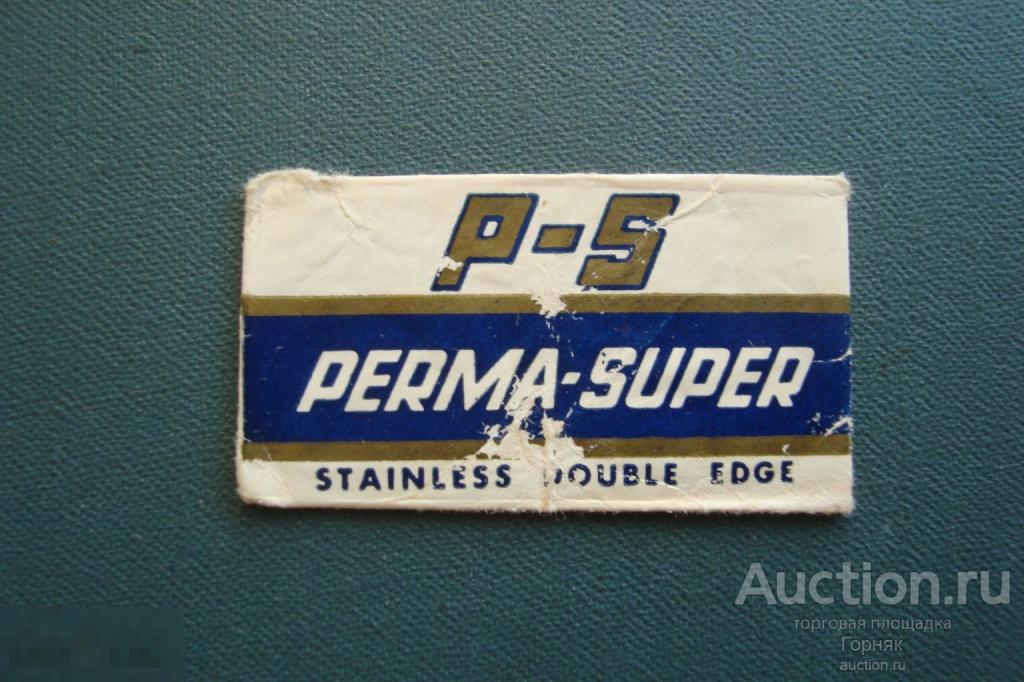 P-S
PERMA-SUPER
STAINLESS DOUBLE EDGE
Auction.ru
торговая площадка
Горняк
auction.ru